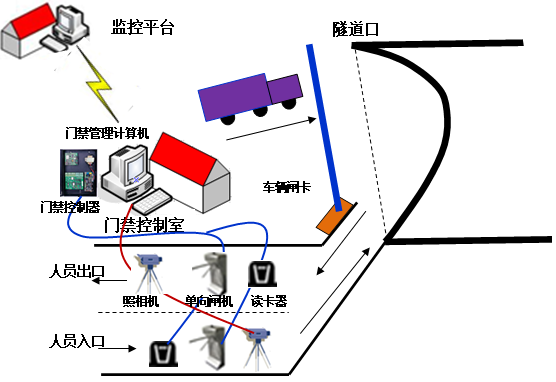 监控平台
隧道口
门禁管理计算机
车辆闸卡
门禁控制器
门禁控制室
人员出口
照相机
单向闸机
读卡器
人员入口